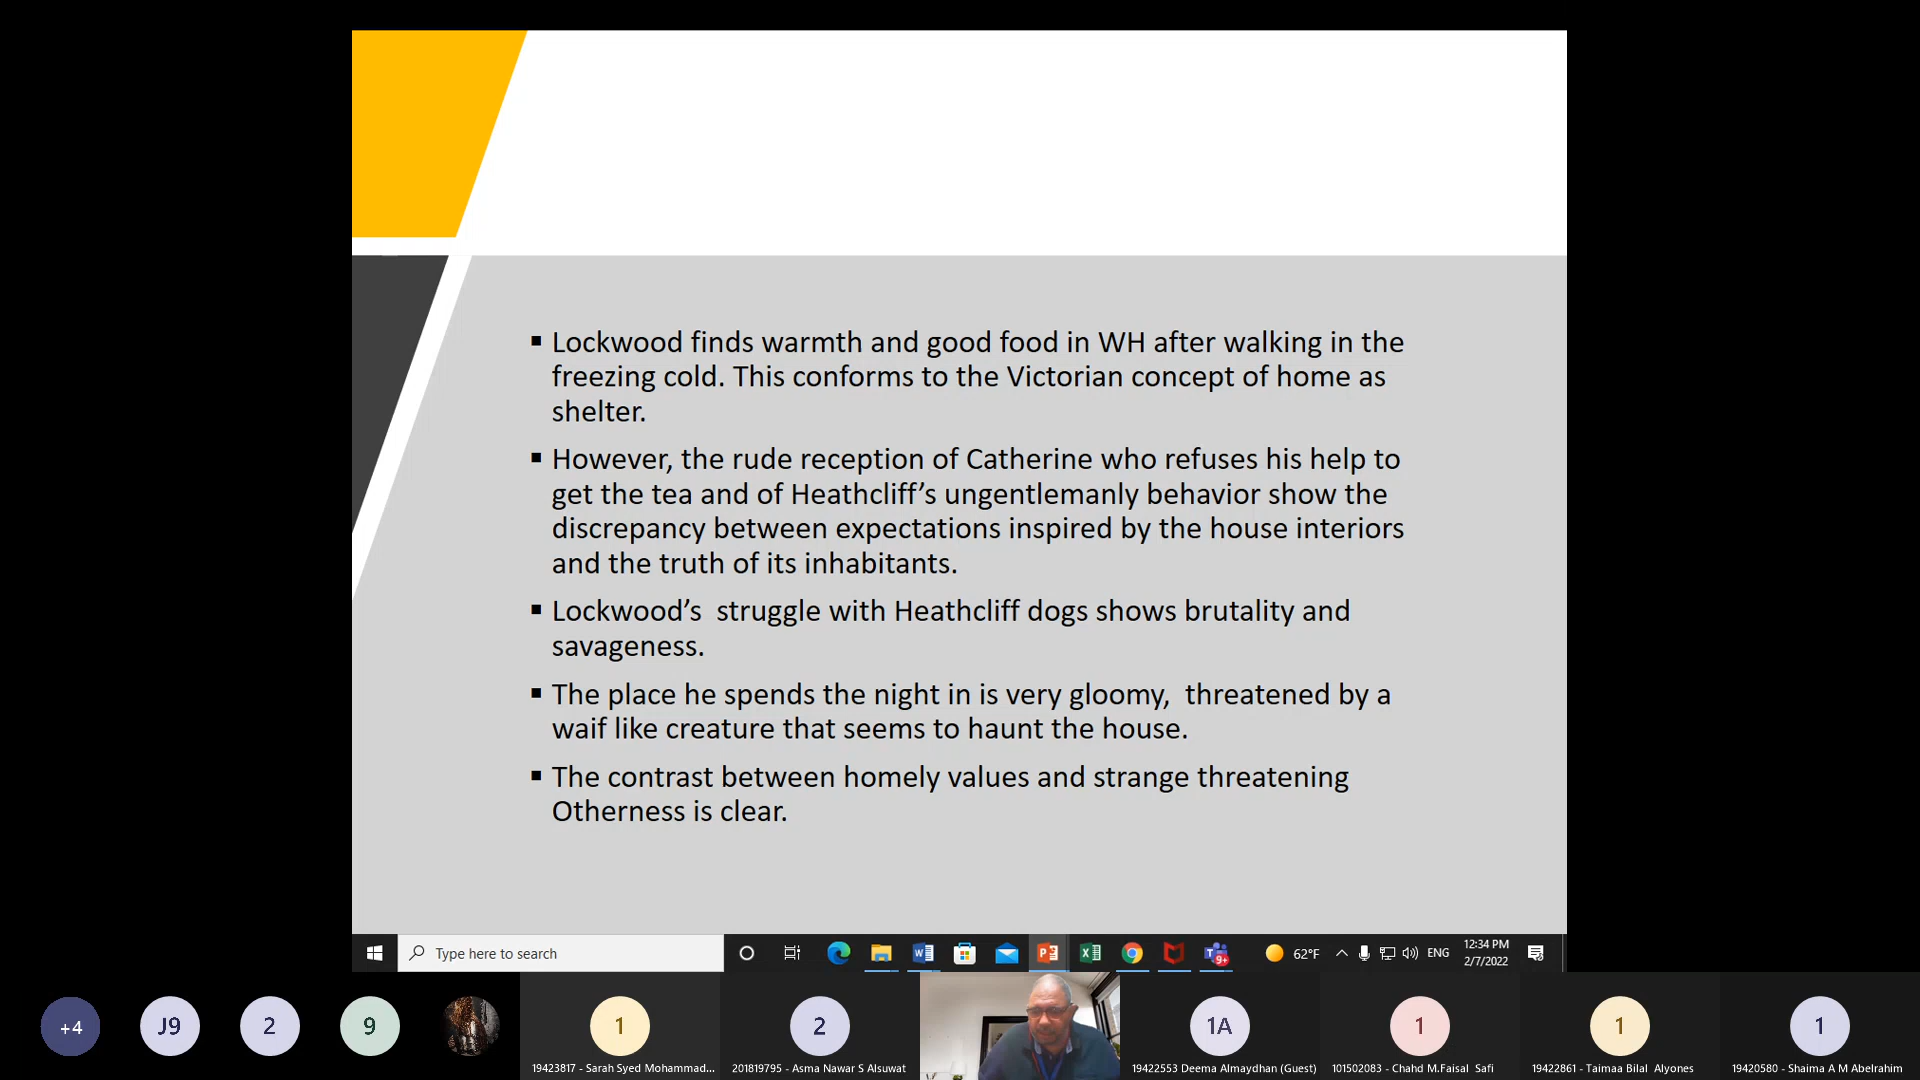 ▪ Lockwood finds warmth and good food in WH after walking in the
freezing cold. This conforms to the Victorian concept of home as
shelter.
▪ However, the rude reception of Catherine who refuses his help to
get the tea and of Heathcliff’s ungentlemanly behavior show the
discrepancy between expectations inspired by the house interiors
and the truth of its inhabitants.
▪ Lockwood’s  struggle with Heathcliff dogs shows brutality and
savageness.
▪ The place he spends the night in is very gloomy,  threatened by a
waif like creature that seems to haunt the house.
▪ The contrast between homely values and strange threatening
Otherness is clear.
Type here to search
9+
62°F
ENG
12:34 PM
2/7/2022
+4
J9
2
9
1
2
1A
1
1
1
19423817 - Sarah Syed Mohammad...
201819795 - Asma Nawar S Alsuwat
19422553 Deema Almaydhan (Guest)
101502083 - Chahd M.Faisal  Safi
19422861 - Taimaa Bilal  Alyones
19420580 - Shaima A M Abelrahim